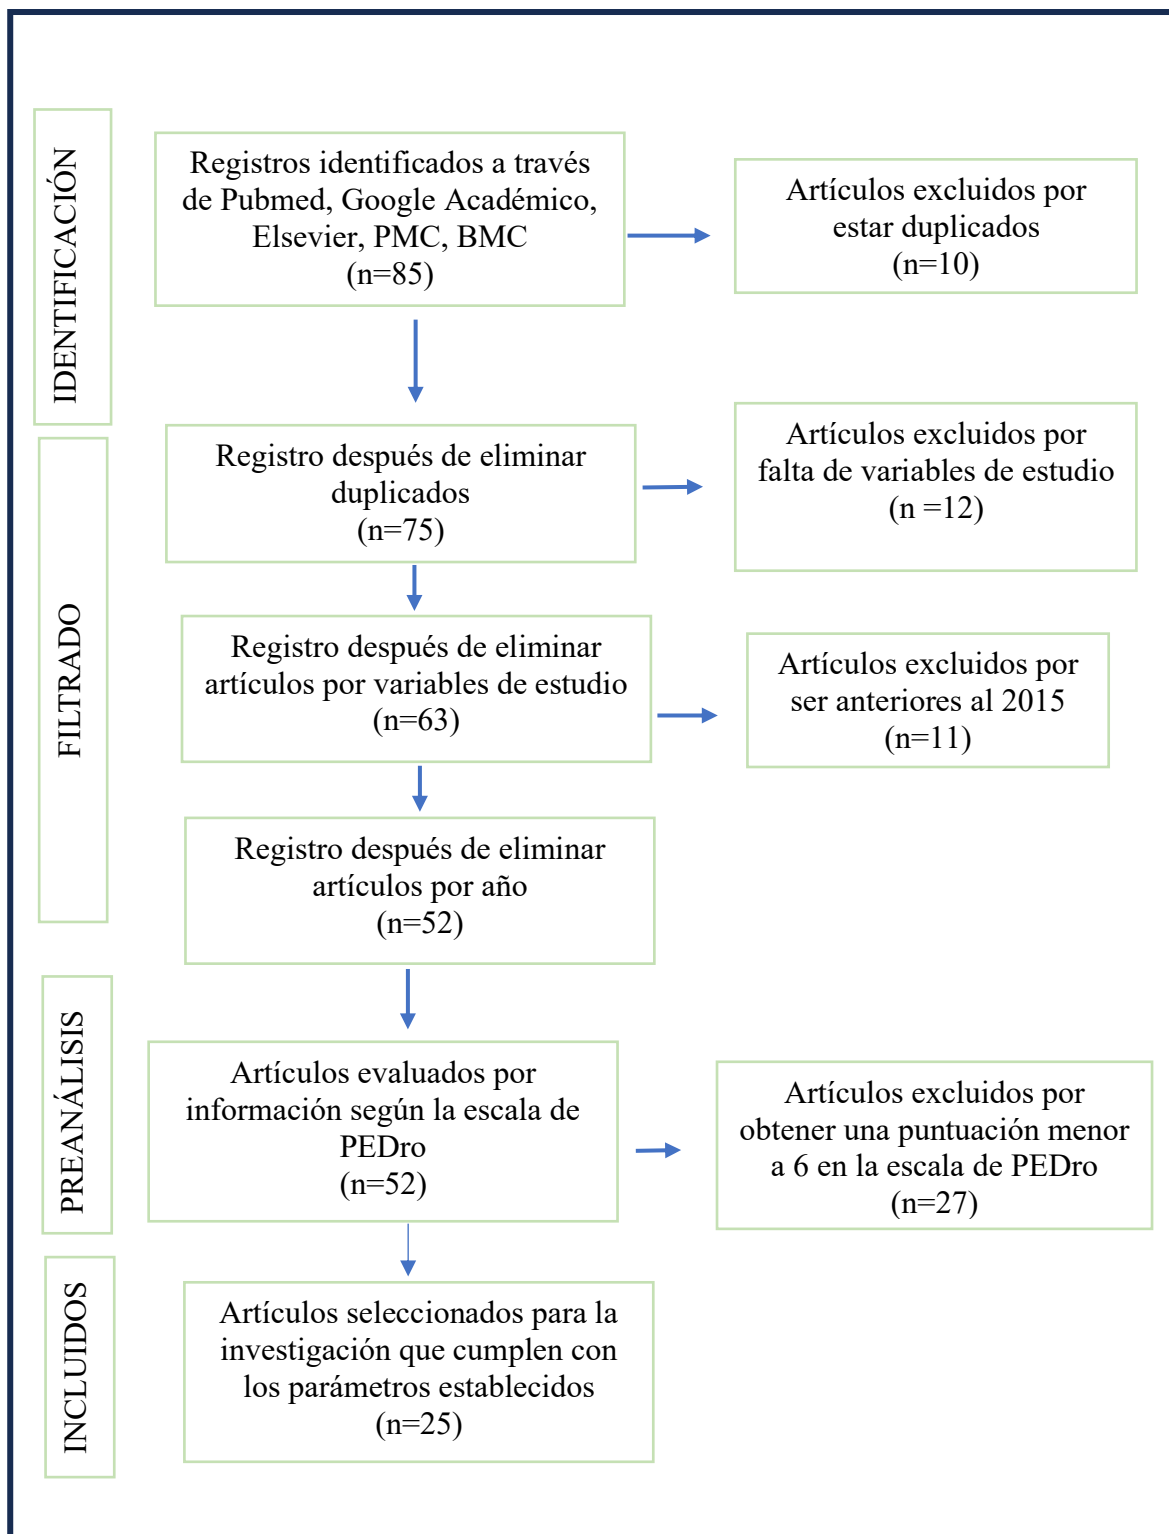 IDENTIFICACIÓN
Registros identificados a través
de Pubmed, Google Académico,
Elsevier, PMC, BMC
(n=85)
Artículos excluidos por
estar duplicados
(n=10)
FILTRADO
Registro después de eliminar
duplicados
(n=75)
Artículos excluidos por
falta de variables de estudio
(n =12)
Registro después de eliminar
artículos por variables de estudio
(n=63)
Artículos excluidos por
ser anteriores al 2015
(n=11)
Registro después de eliminar
artículos por año
(n=52)
PREANÁLISIS
Artículos evaluados por
información según la escala de
PEDro
(n=52)
Artículos excluidos por
obtener una puntuación menor
a 6 en la escala de PEDro
(n=27)
INCLUIDOS
Artículos seleccionados para la
investigación que cumplen con
los parámetros establecidos
(n=25)